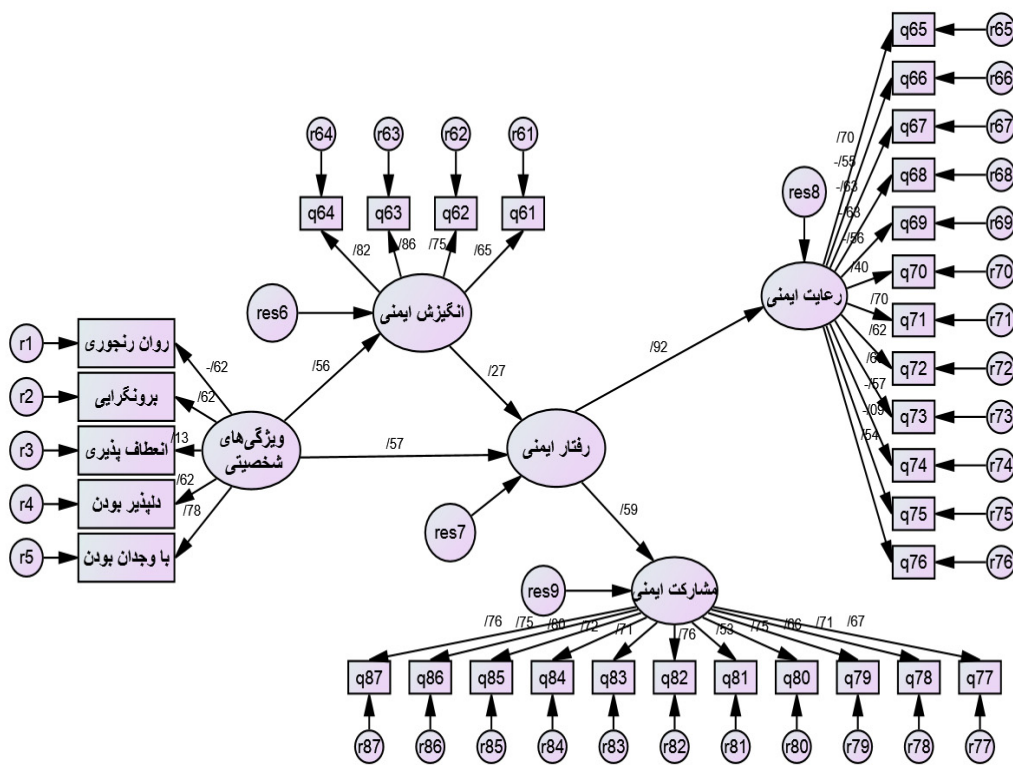 r64
r63
r62
r61
q64
q63
q62
q61
/82
/86
/75
/65
res6
انگیزش ایمنی
r1
روان رنجوری
r2
برونگرایی
r3
انعطاف پذیری
r4
دلپذیر بودن
r5
با وجدان بودن
-/62
/62
/13
/62
/78
ویژگی‌های
شخصیتی
/56
/57
/27
رفتار ایمنی
res7
/92
/59
res8
رعایت ایمنی
/70
-/55
-/63
-/63
-/56
/40
/70
/62
-/57
-/09
/54
q65
r65
q66
r66
q67
r67
q68
r68
q69
r69
q70
r70
q71
r71
q72
r72
q73
r73
q74
r74
q75
r75
q76
r76
res9
مشارکت ایمنی
/76
/75
/80
/72
/71
/76
/53
/75
/66
/71
/67
q87
q86
q85
q84
q83
q82
q81
q80
q79
q78
q77
r87
r86
r85
r84
r83
r82
r81
r80
r79
r78
r77